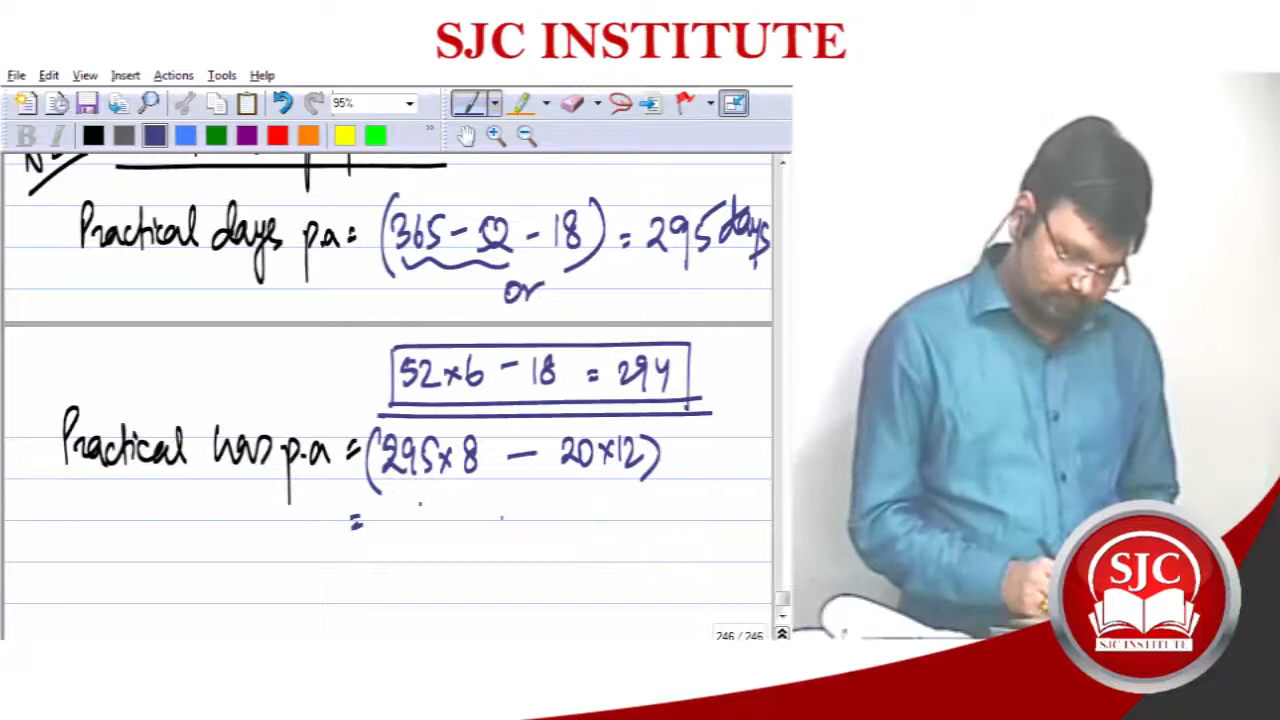 SJC INSTITUTE
File Edit View Insert Actions Tools Help
95%
B I
Practical days p.a = (365 - 52 - 18) = 295 days
or
52×6 - 18 = 294
Practical hrs p.a = (295×8 - 20×12)
=
246 / 246
SJC
SJC INSTITUTE